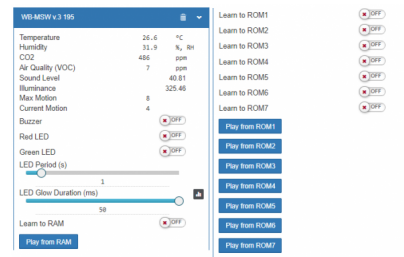 WB-MSW v.3 195
Temperature 26.6 °C
Humidity 31.9 %, RH
CO2 486 ppm
Air Quality (VOC) 7 ppm
Sound Level 40.81
Illuminance 325.46
Max Motion 8
Current Motion 4
Buzzer OFF
Red LED OFF
Green LED OFF
LED Period (s)
1
LED Glow Duration (ms)
50
Learn to RAM OFF
Play from RAM
Learn to ROM1 OFF
Learn to ROM2 OFF
Learn to ROM3 OFF
Learn to ROM4 OFF
Learn to ROM5 OFF
Learn to ROM6 OFF
Learn to ROM7 OFF
Play from ROM1
Play from ROM2
Play from ROM3
Play from ROM4
Play from ROM5
Play from ROM6
Play from ROM7